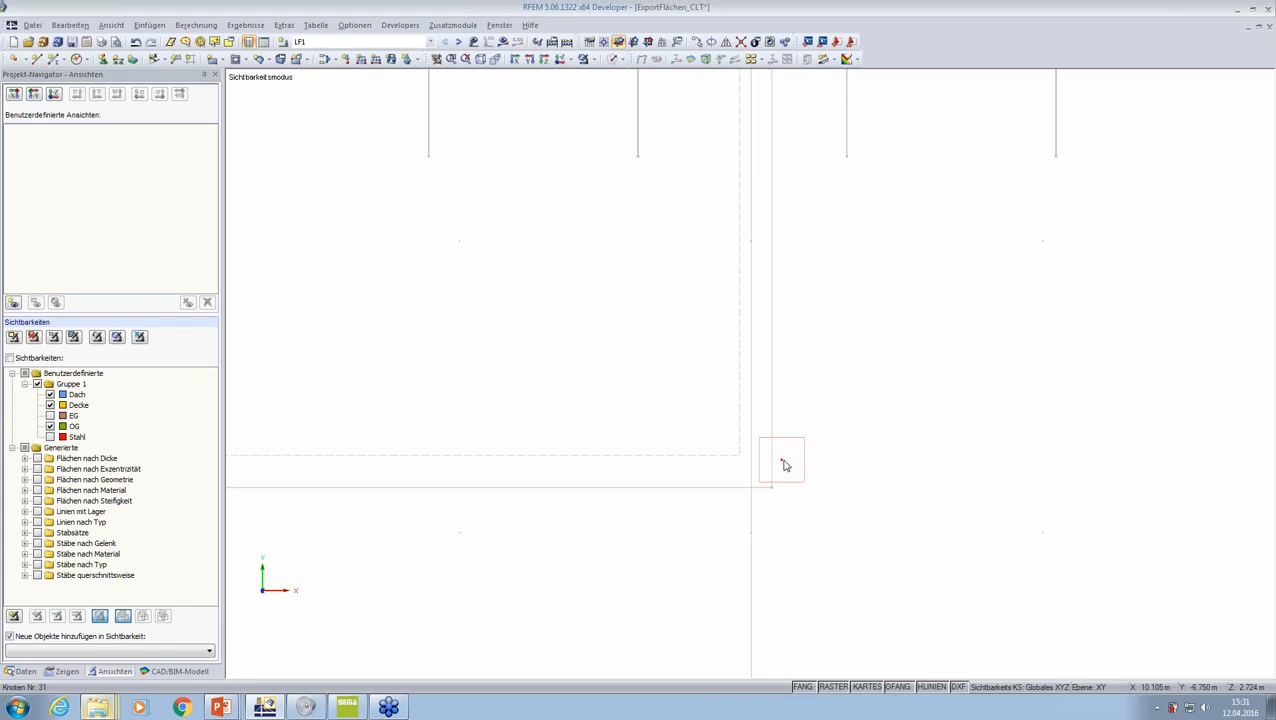 RFEM 5.06.1322 x64 Developer - [ExportFlächen_CLT*]
Datei Bearbeiten Ansicht Einfügen Berechnung Ergebnisse Extras Tabelle Optionen Developers Zusatzmodule Fenster Hilfe
LF1
Projekt-Navigator - Ansichten
Sichtbarkeitsmodus
Benutzerdefinierte Ansichten:
Sichtbarkeiten
Sichtbarkeiten:
Benutzerdefinierte
Gruppe 1
Dach
Decke
EG
OG
Stahl
Generierte
Flächen nach Dicke
Flächen nach Exzentrizität
Flächen nach Geometrie
Flächen nach Material
Flächen nach Steifigkeit
Linien mit Lager
Linien nach Typ
Stabsätze
Stäbe nach Gelenk
Stäbe nach Material
Stäbe nach Typ
Stäbe querschnittsweise
Y
X
Neue Objekte hinzufügen in Sichtbarkeit:
Daten Zeigen Ansichten CAD/BIM-Modell
Knoten Nr. 31
FANG RASTER KARTES OFANG HLINIEN DXF Sichtbarkeits KS: Globales XYZ Ebene: XY X: 10.105 m Y: -6.750 m Z: 2.724 m
SEMA
15:31
12.04.2016